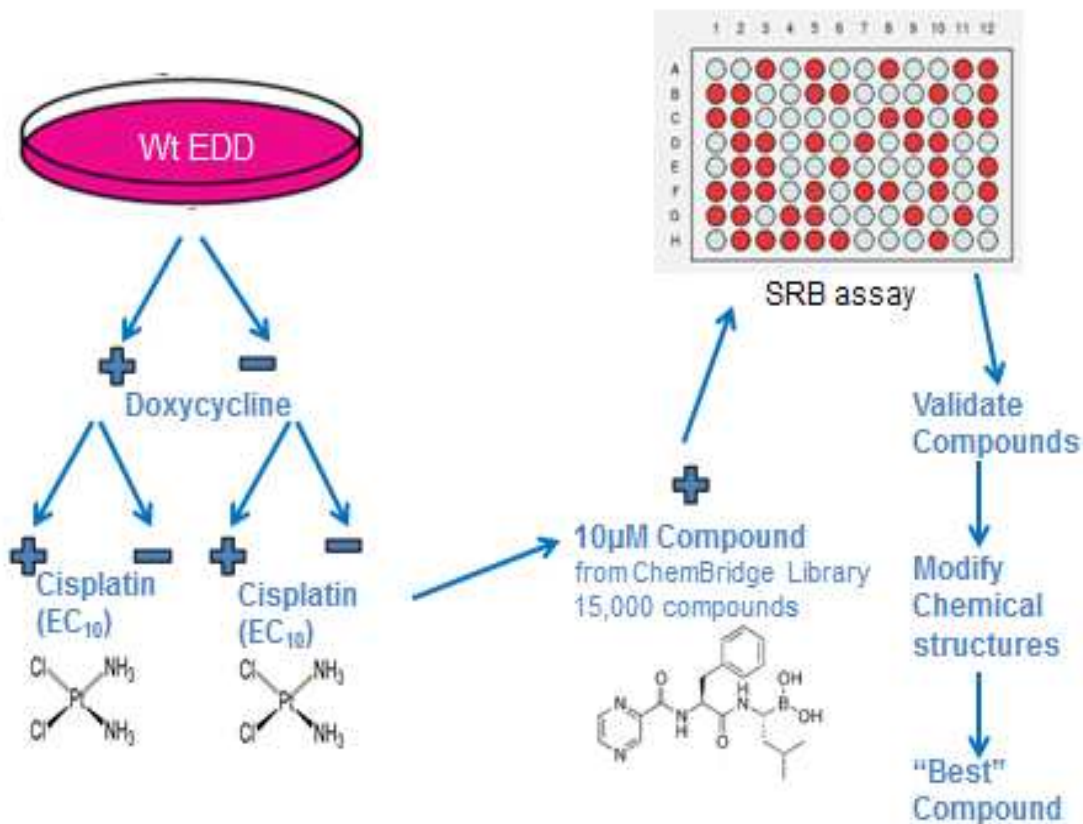 1 2 3 4 5 6 7 8 9 10 11 12
A
B
C
D
E
F
G
H
SRB assay
Wt EDD
Doxycycline
Cisplatin
(EC10)
Cl
NH3
Pt
Cl
NH3
Cisplatin
(EC10)
Cl
NH3
Pt
Cl
NH3
10µM Compound
from ChemBridge Library
15,000 compounds
O
H
N
OH
B
OH
N
N
N
H
O
Validate
Compounds
Modify
Chemical
structures
“Best”
Compound